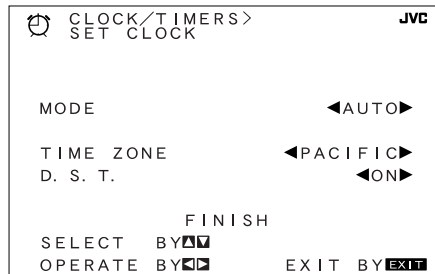 CLOCK/TIMERS>
SET CLOCK
JVC
MODE ◀AUTO▶
TIME ZONE ◀PACIFIC▶
D. S. T. ◀ON▶
FINISH
SELECT BY▲▼
OPERATE BY◀▶ EXIT BY EXIT